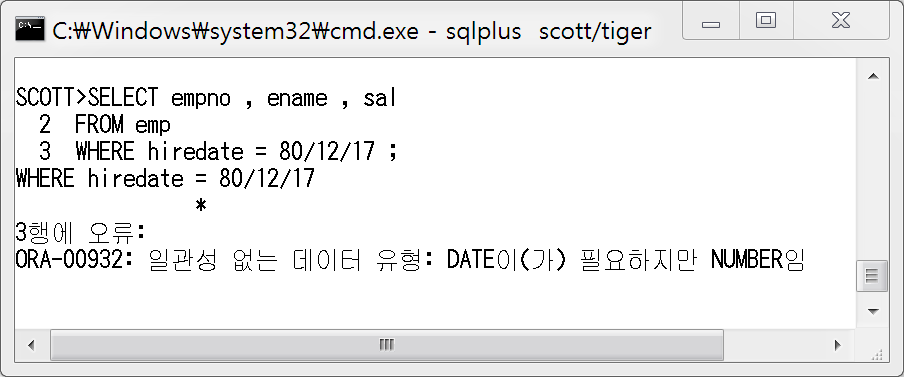 C:₩Windows₩system32₩cmd.exe - sqlplus  scott/tiger
SCOTT>SELECT empno , ename , sal
  2  FROM emp
  3  WHERE hiredate = 80/12/17 ;
WHERE hiredate = 80/12/17
               *
3행에 오류:
ORA-00932: 일관성 없는 데이터 유형: DATE이(가) 필요하지만 NUMBER임